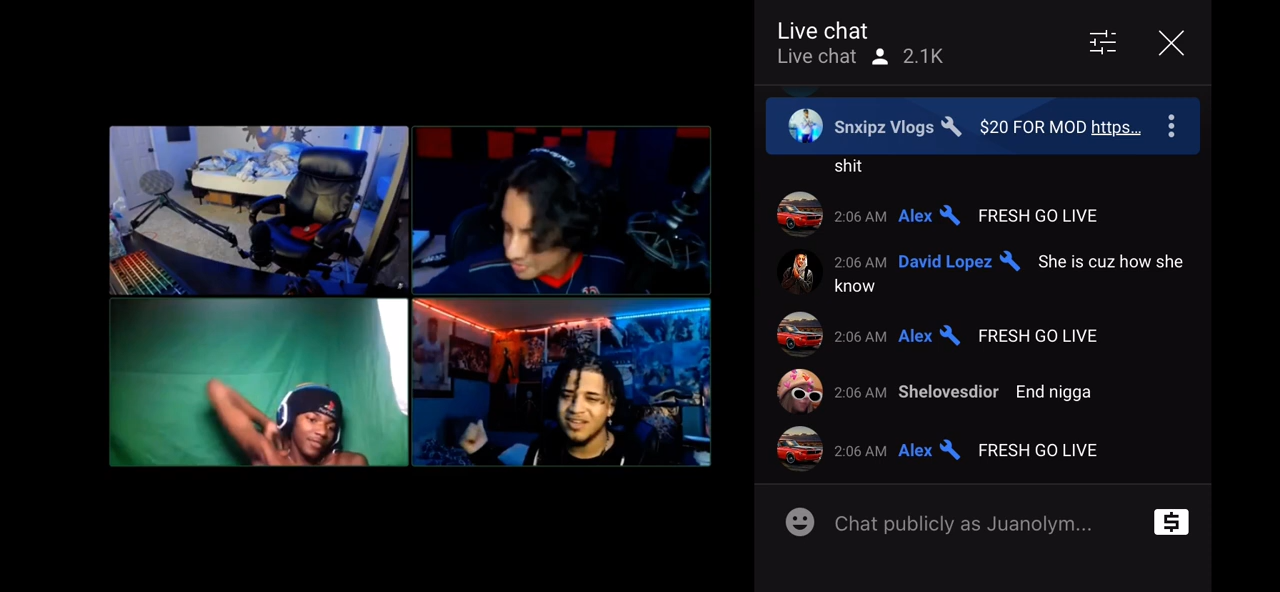 Live chat
Live chat 2.1K
Snxipz Vlogs $20 FOR MOD https...
shit
2:06 AM Alex FRESH GO LIVE
2:06 AM David Lopez She is cuz how she
know
2:06 AM Alex FRESH GO LIVE
2:06 AM Shelovesdior End nigga
2:06 AM Alex FRESH GO LIVE
Chat publicly as Juanolym...